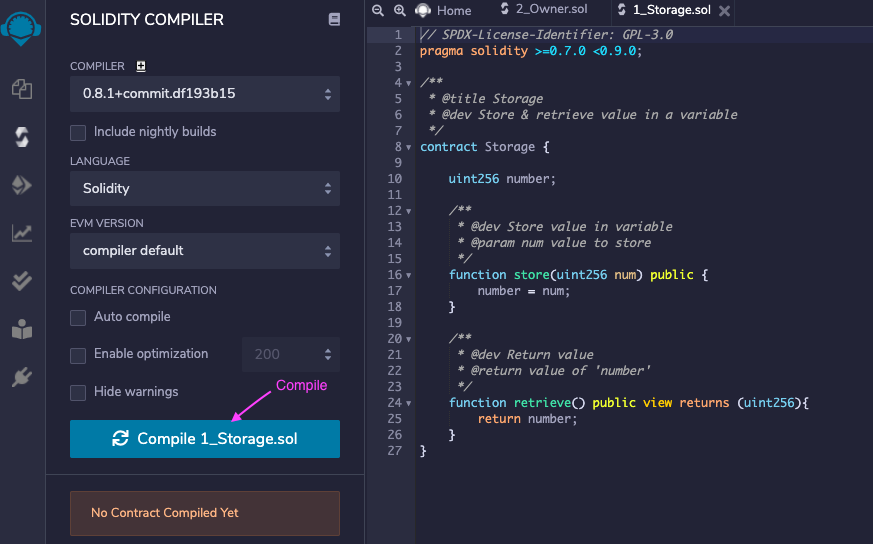 SOLIDITY COMPILER
COMPILER
0.8.1+commit.df193b15
Include nightly builds
LANGUAGE
Solidity
EVM VERSION
compiler default
COMPILER CONFIGURATION
Auto compile
Enable optimization
200
Hide warnings
Compile
Compile 1_Storage.sol
No Contract Compiled Yet
Home
2_Owner.sol
1_Storage.sol
1 // SPDX-License-Identifier: GPL-3.0
2 pragma solidity >=0.7.0 <0.9.0;
3
4 /**
5  * @title Storage
6  * @dev Store & retrieve value in a variable
7  */
8 contract Storage {
9
10     uint256 number;
11
12     /**
13      * @dev Store value in variable
14      * @param num value to store
15      */
16     function store(uint256 num) public {
17         number = num;
18     }
19
20     /**
21      * @dev Return value
22      * @return value of 'number'
23      */
24     function retrieve() public view returns (uint256){
25         return number;
26     }
27 }